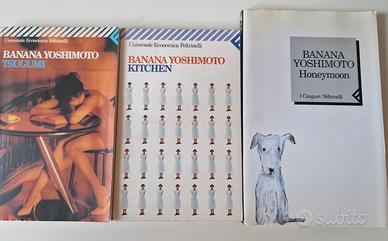 Universale Economica Feltrinelli
BANANA YOSHIMOTO
TSUGUMI
Universale Economica Feltrinelli
BANANA YOSHIMOTO
KITCHEN
BANANA
YOSHIMOTO
Honeymoon
I Canguri/Feltrinelli
subito